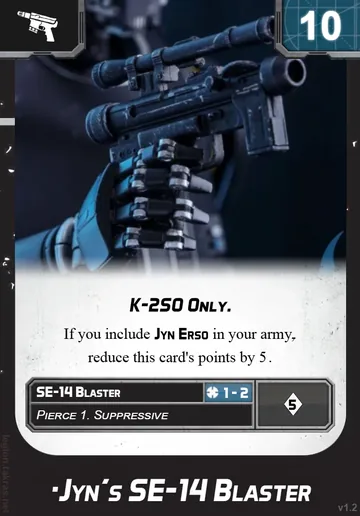 10
K-2SO Only.
If you include Jyn Erso in your army,
reduce this card's points by 5.
SE-14 Blaster 1 - 2
Pierce 1. Suppressive
5
·Jyn´s SE-14 Blaster
v1.2